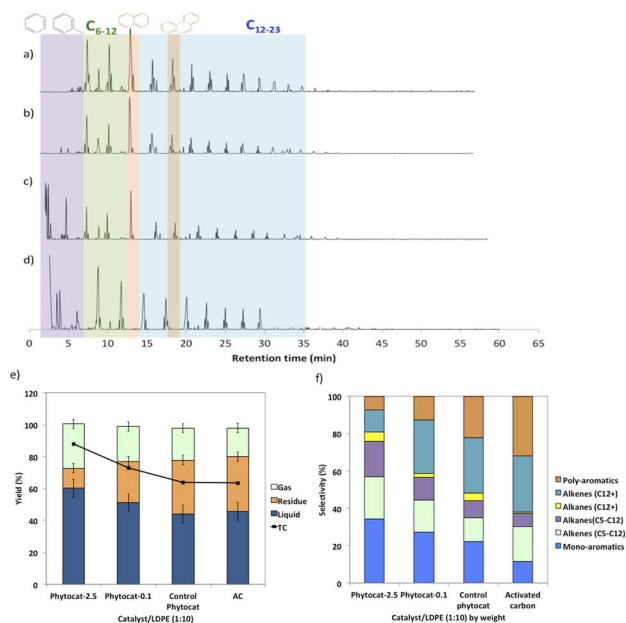 C6-12
C12-23
a)
b)
c)
d)
0 5 10 15 20 25 30 35 40 45 50 55 60 65
Retention time (min)
e)
120
100
80
60
40
20
0
Yield (%)
Gas
Residue
Liquid
TC
Phytocat-2.5 Phytocat-0.1 Control Phytocat AC
Catalyst/LDPE (1:10)
f)
100
80
60
40
20
0
Selectivity (%)
Poly-aromatics
Alkenes (C12+)
Alkanes (C12+)
Alkanes(C5-C12)
Alkenes (C5-C12)
Mono-aromatics
Phytocat-2.5 Phytocat-0.1 Control phytocat Activated carbon
Catalyst/LDPE (1:10) by weight